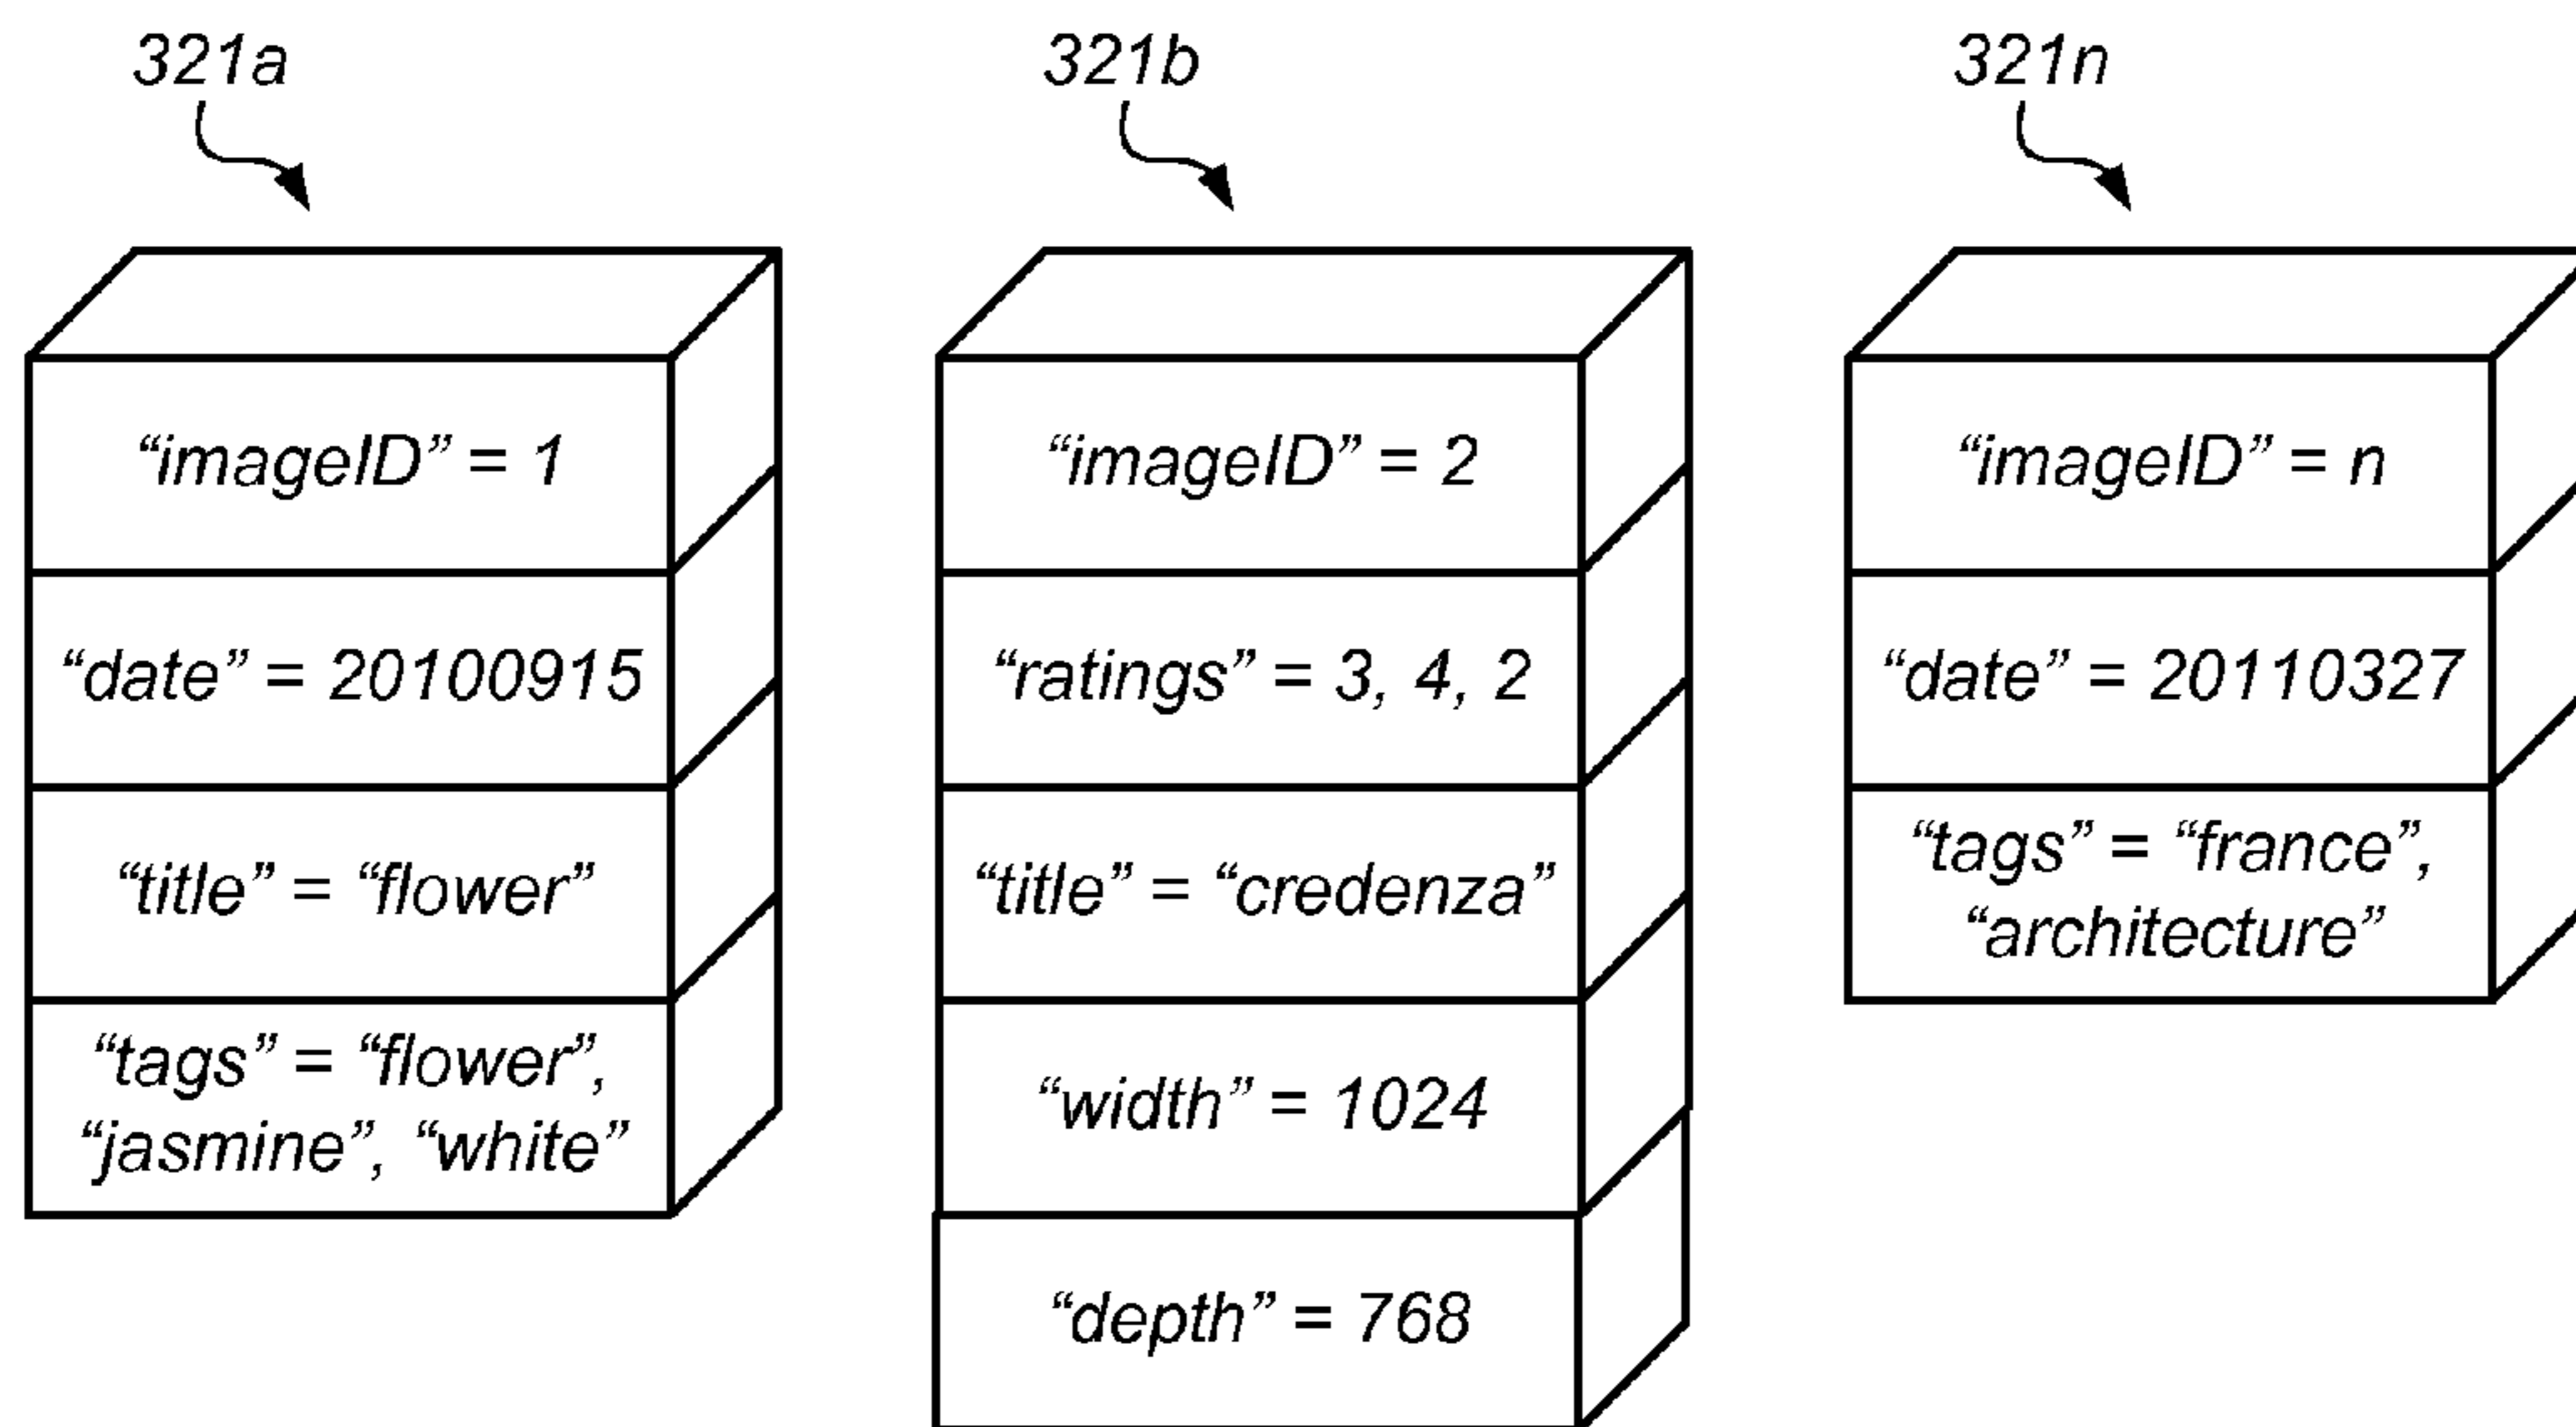 321a
“imageID” = 1
“date” = 20100915
“title” = “flower”
“tags” = “flower”,
“jasmine”, “white”
321b
“imageID” = 2
“ratings” = 3, 4, 2
“title” = “credenza”
“width” = 1024
“depth” = 768
321n
“imageID” = n
“date” = 20110327
“tags” = “france”,
“architecture”